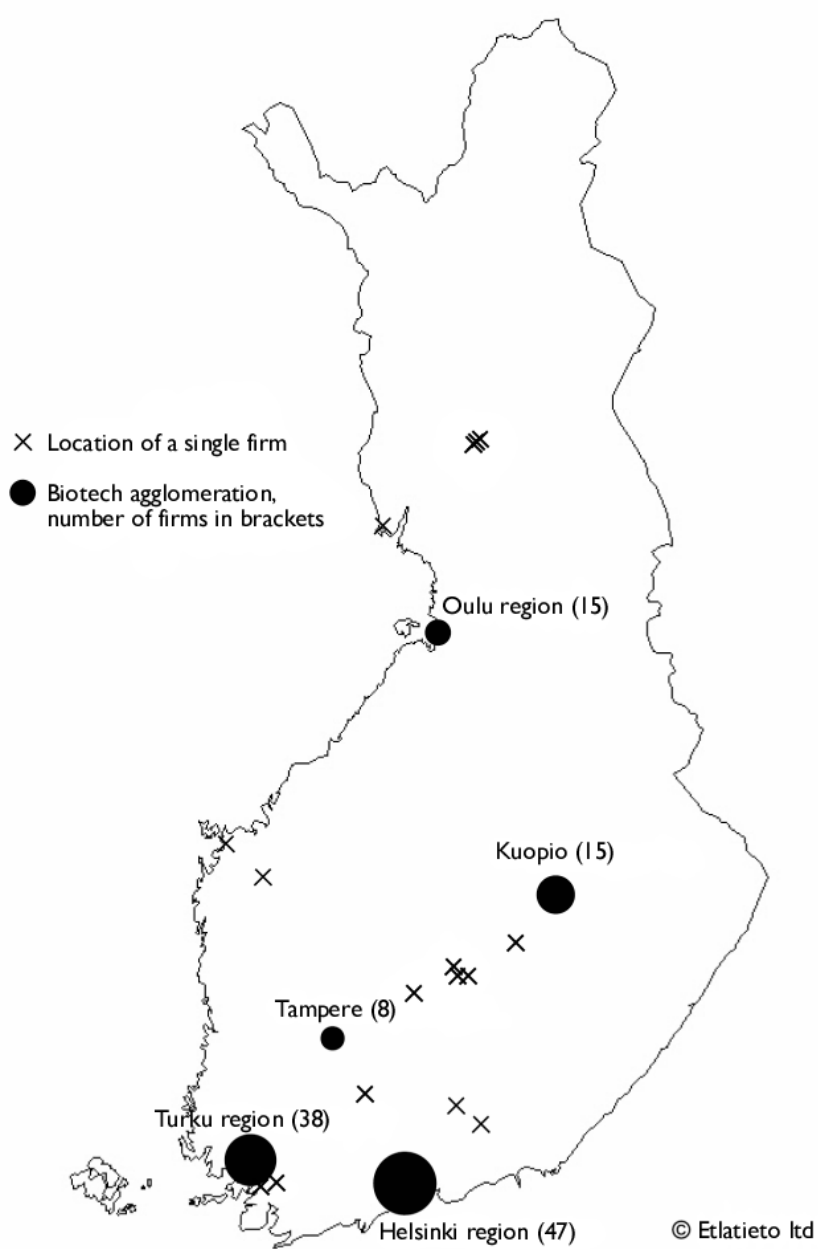 Location of a single firm
Biotech agglomeration,
number of firms in brackets
Oulu region (15)
Kuopio (15)
Tampere (8)
Turku region (38)
Helsinki region (47)
© Etlatieto ltd